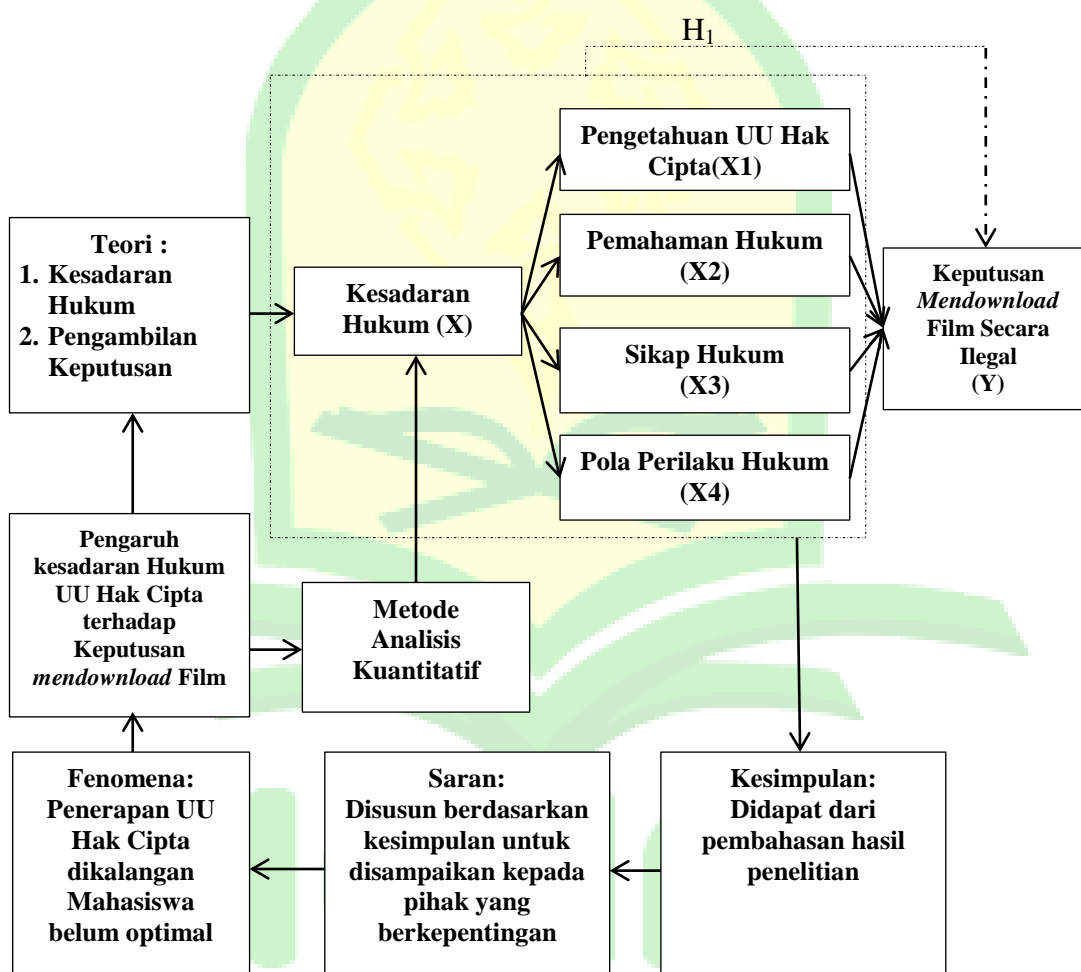 H1
Pengetahuan UU Hak
Cipta(X1)
Teori :
1. Kesadaran
Hukum
2. Pengambilan
Keputusan
Kesadaran
Hukum (X)
Pemahaman Hukum
(X2)
Keputusan
Mendownload
Film Secara
Ilegal
(Y)
Sikap Hukum
(X3)
Pola Perilaku Hukum
(X4)
Pengaruh
kesadaran Hukum
UU Hak Cipta
terhadap
Keputusan
mendownload Film
Metode
Analisis
Kuantitatif
Fenomena:
Penerapan UU
Hak Cipta
dikalangan
Mahasiswa
belum optimal
Saran:
Disusun berdasarkan
kesimpulan untuk
disampaikan kepada
pihak yang
berkepentingan
Kesimpulan:
Didapat dari
pembahasan hasil
penelitian